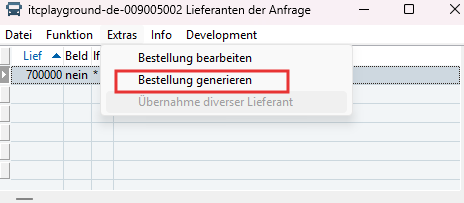 itcplayground-de-009005002 Lieferanten der Anfrage
Datei Funktion Extras Info Development
Lief Beld If
700000 nein *
Bestellung bearbeiten
Bestellung generieren
Übernahme diverser Lieferant